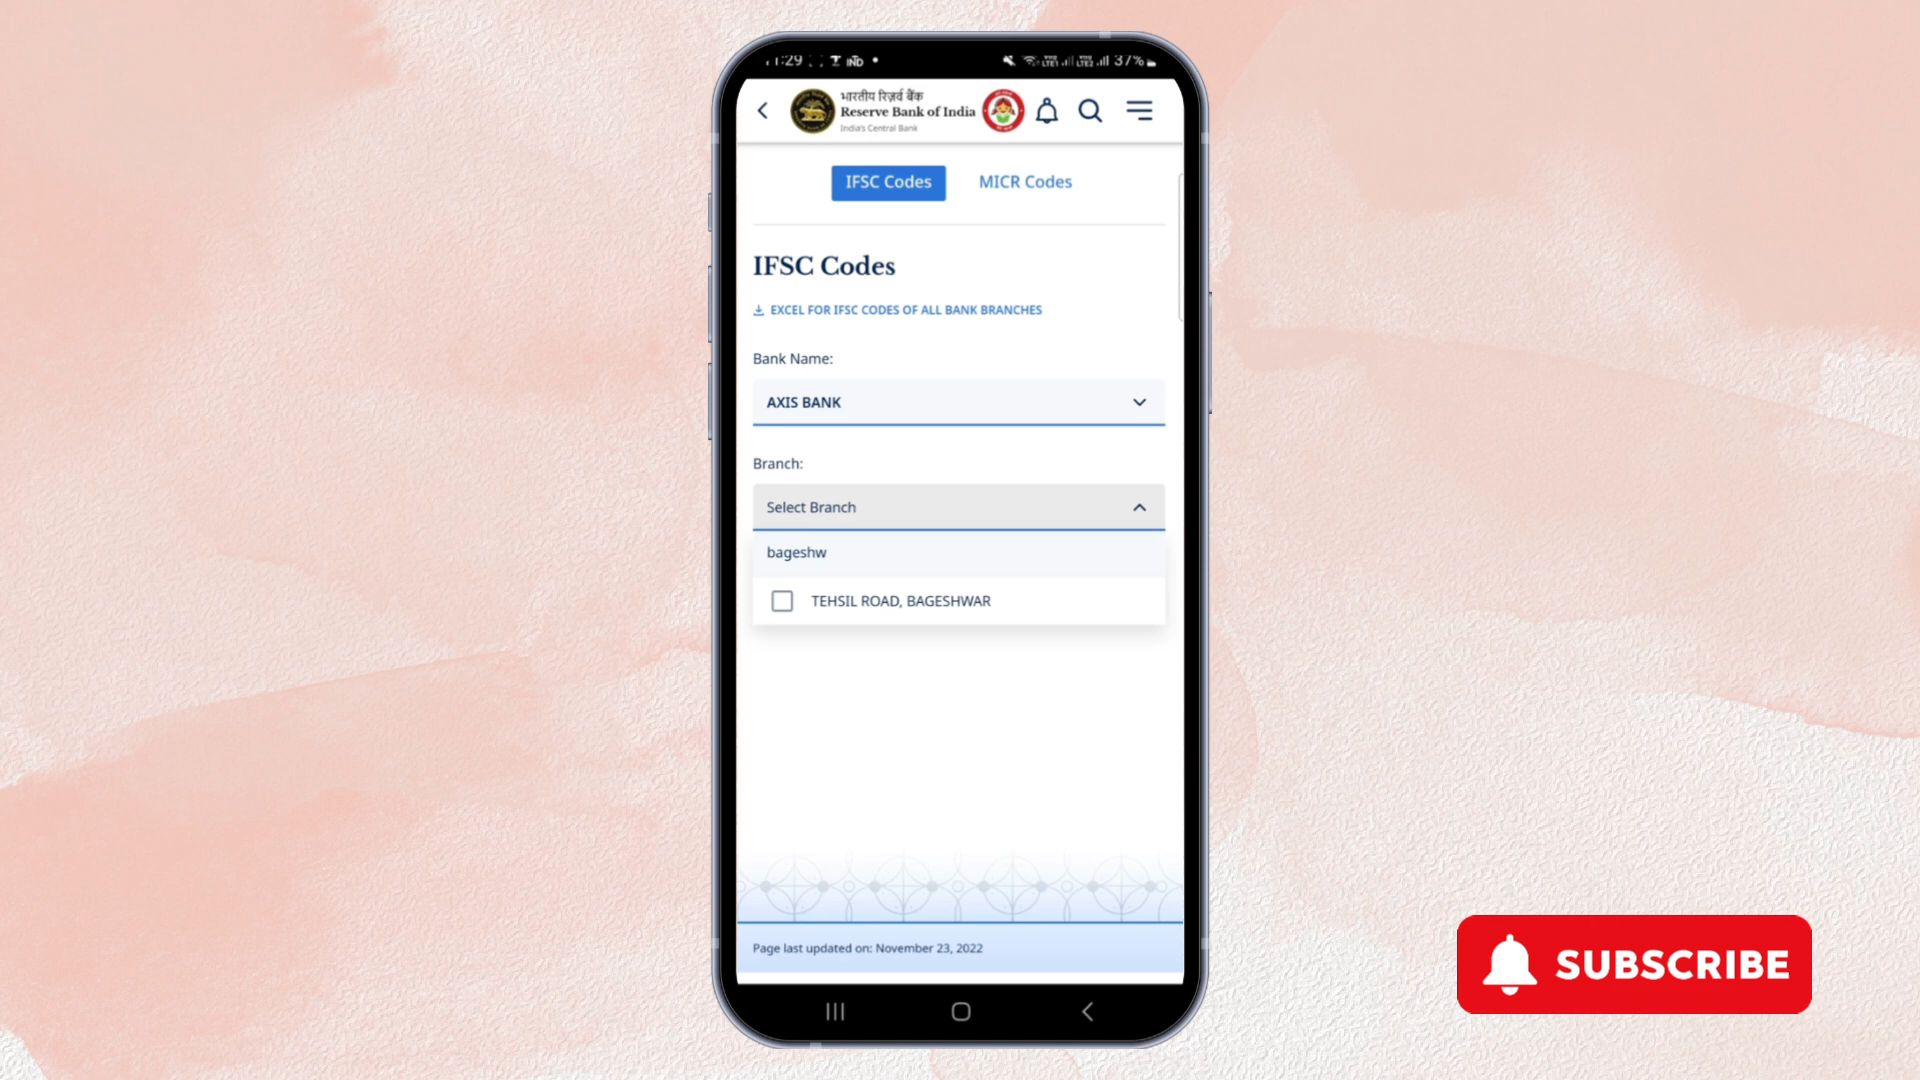 1:29
37%
भारतीय रिज़र्व बैंक
Reserve Bank of India
India's Central Bank
IFSC Codes
MICR Codes
IFSC Codes
EXCEL FOR IFSC CODES OF ALL BANK BRANCHES
Bank Name:
AXIS BANK
Branch:
Select Branch
bageshw
TEHSIL ROAD, BAGESHWAR
Page last updated on: November 23, 2022
SUBSCRIBE